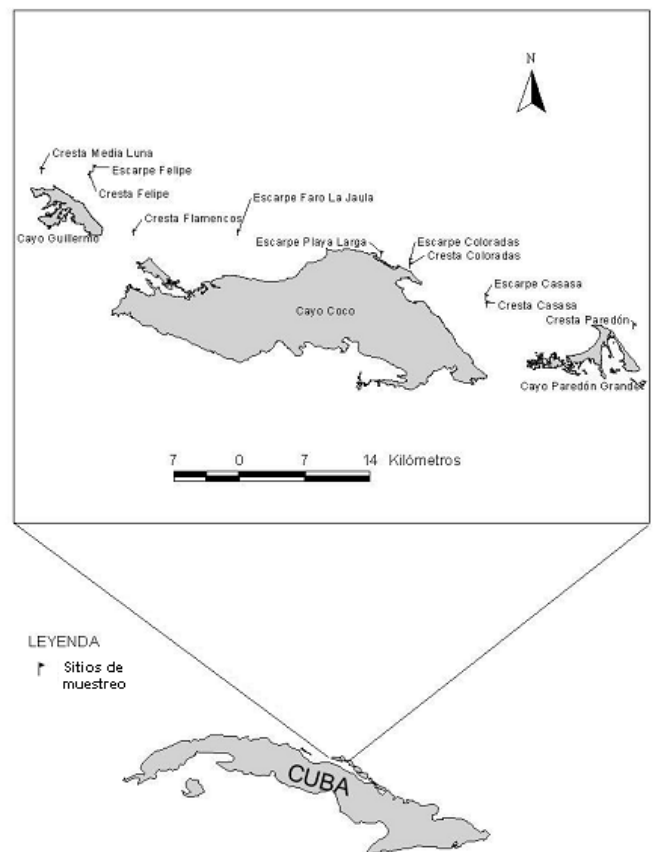 N
Cresta Media Luna
Escarpe Felipe
Cresta Felipe
Escarpe Faro La Jaula
Cresta Flamencos
Cayo Guillermo
Escarpe Playa Larga
Escarpe Coloradas
Cresta Coloradas
Escarpe Casasa
Cresta Casasa
Cayo Coco
Cresta Paredón
Cayo Paredón Grande
7 0 7 14 Kilómetros
LEYENDA
Sitios de
muestreo
CUBA